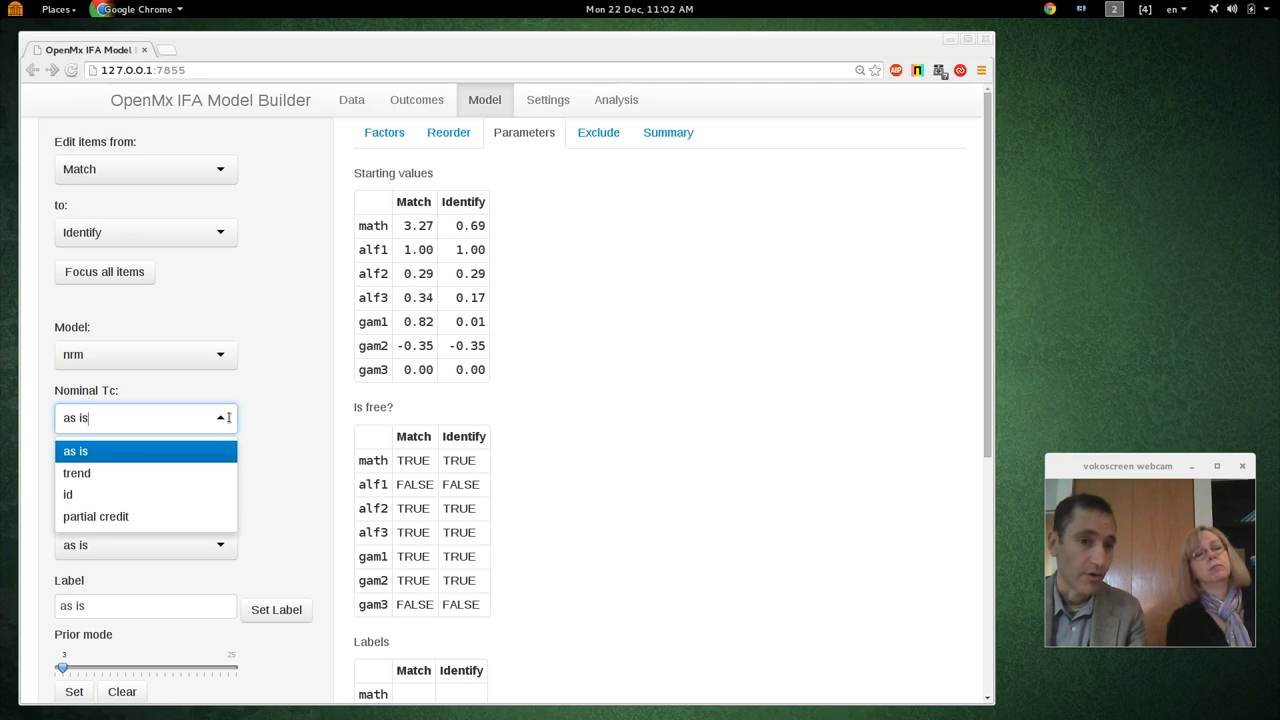 Places Google Chrome Mon 22 Dec, 11:02 AM 2 [4] en
OpenMx IFA Model
127.0.0.1:7855
OpenMx IFA Model Builder Data Outcomes Model Settings Analysis
Edit items from:
Match
to:
Identify
Focus all items
Model:
nrm
Nominal Tc:
as is
as is
trend
id
partial credit
as is
Label
as is Set Label
Prior mode
3 25
Set Clear
Factors Reorder Parameters Exclude Summary
Starting values
Match Identify
math 3.27 0.69
alf1 1.00 1.00
alf2 0.29 0.29
alf3 0.34 0.17
gam1 0.82 0.01
gam2 -0.35 -0.35
gam3 0.00 0.00
Is free?
Match Identify
math TRUE TRUE
alf1 FALSE FALSE
alf2 TRUE TRUE
alf3 TRUE TRUE
gam1 TRUE TRUE
gam2 TRUE TRUE
gam3 FALSE FALSE
Labels
Match Identify
math
vokoscreen webcam